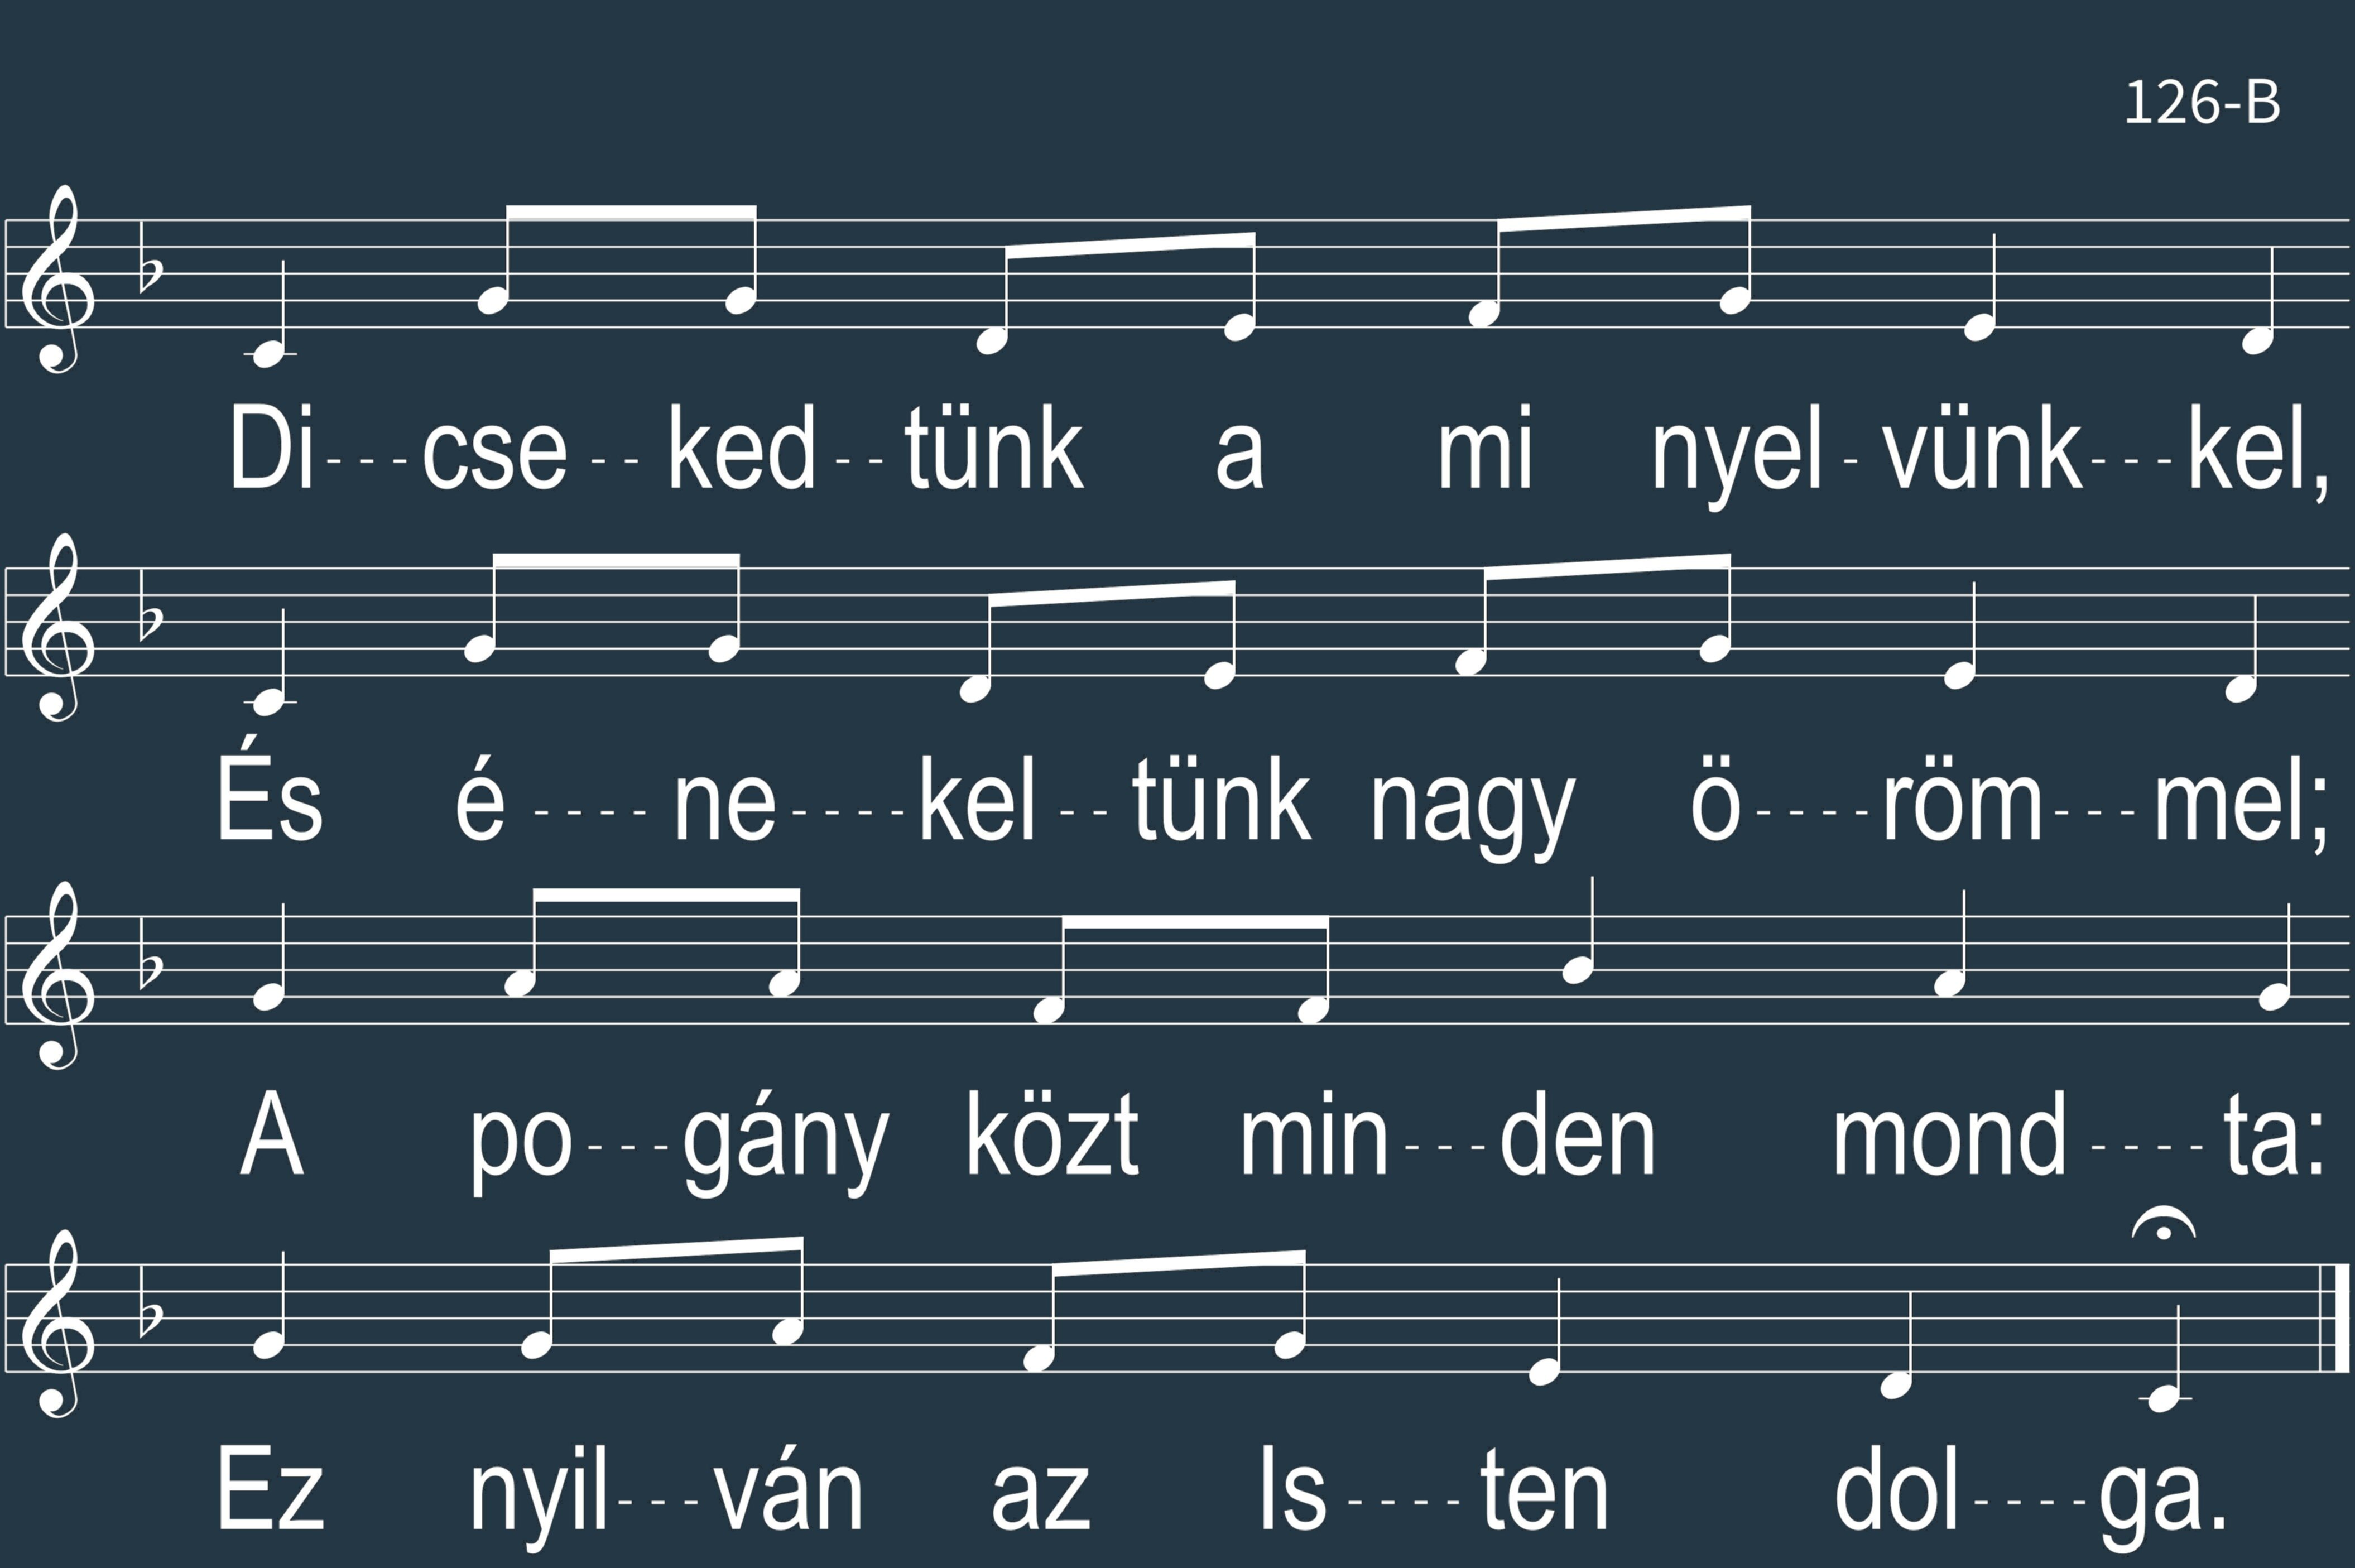 126-B
Di---cse--ked--tünk a mi nyel-vünk---kel,
És é----ne----kel--tünk nagy ö----röm---mel;
A po---gány közt min---den mond----ta:
Ez nyil---ván az Is----ten dol----ga.